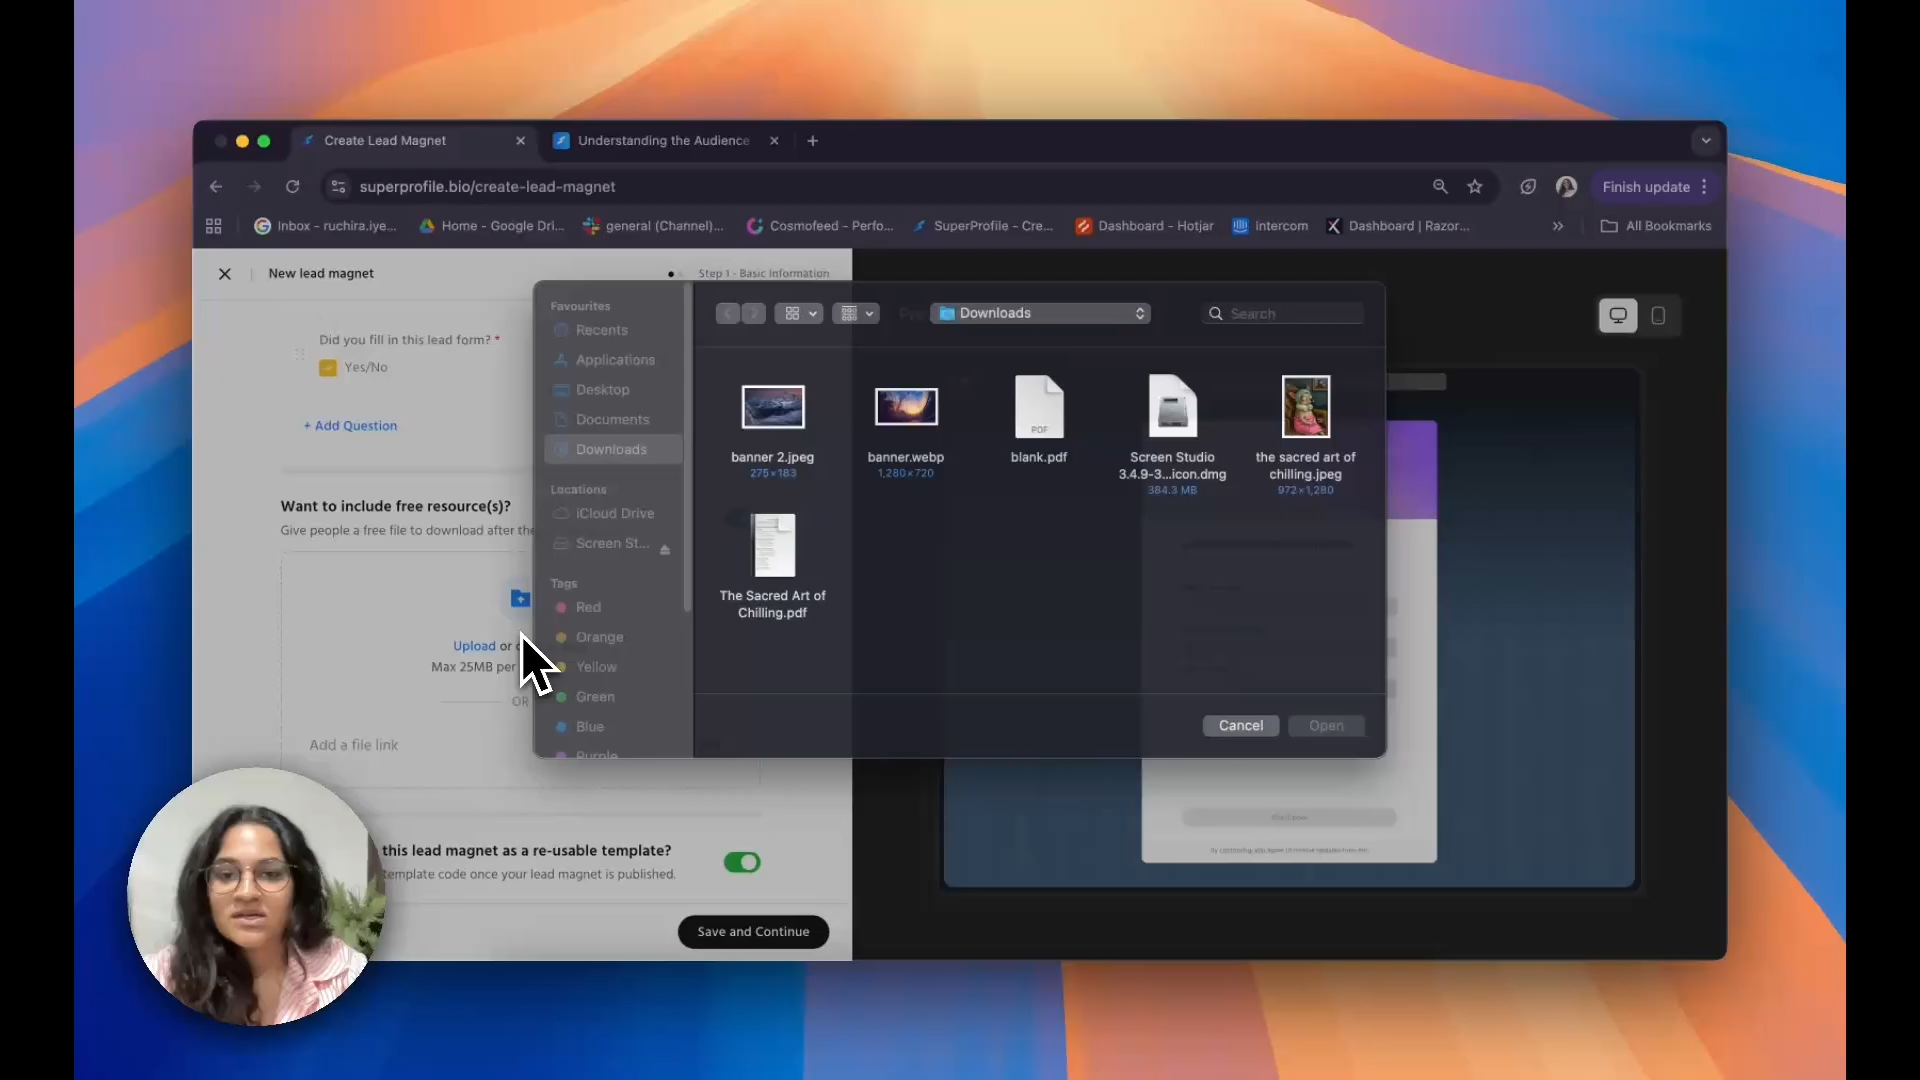 Create Lead Magnet
Understanding the Audience
superprofile.bio/create-lead-magnet
Finish update
Inbox - ruchira.iye...
Home - Google Dri...
general (Channel)...
Cosmofeed - Perfo...
SuperProfile - Cre...
Dashboard - Hotjar
Intercom
Dashboard | Razor...
All Bookmarks
New lead magnet
Step 1 - Basic Information
Did you fill in this lead form? *
Yes/No
+ Add Question
Want to include free resource(s)?
Give people a free file to download after the
Upload or
Max 25MB per
OR
Add a file link
this lead magnet as a re-usable template?
template code once your lead magnet is published.
Save and Continue
Favourites
Recents
Applications
Desktop
Documents
Downloads
Locations
iCloud Drive
Screen St...
Tags
Red
Orange
Yellow
Green
Blue
Purple
Downloads
Search
banner 2.jpeg
275×183
banner.webp
1,280×720
PDF
blank.pdf
Screen Studio
3.4.9-3...icon.dmg
384.3 MB
the sacred art of
chilling.jpeg
972×1,280
The Sacred Art of
Chilling.pdf
Cancel
Open